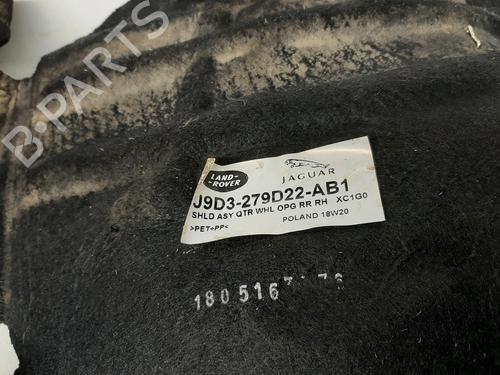 B-PARTS
LAND-
ROVER
JAGUAR
J9D3-279D22-AB1
SHLD ASY QTR WHL OPG RR RH XC1G0
POLAND 18W20
>PET+PP<
180516